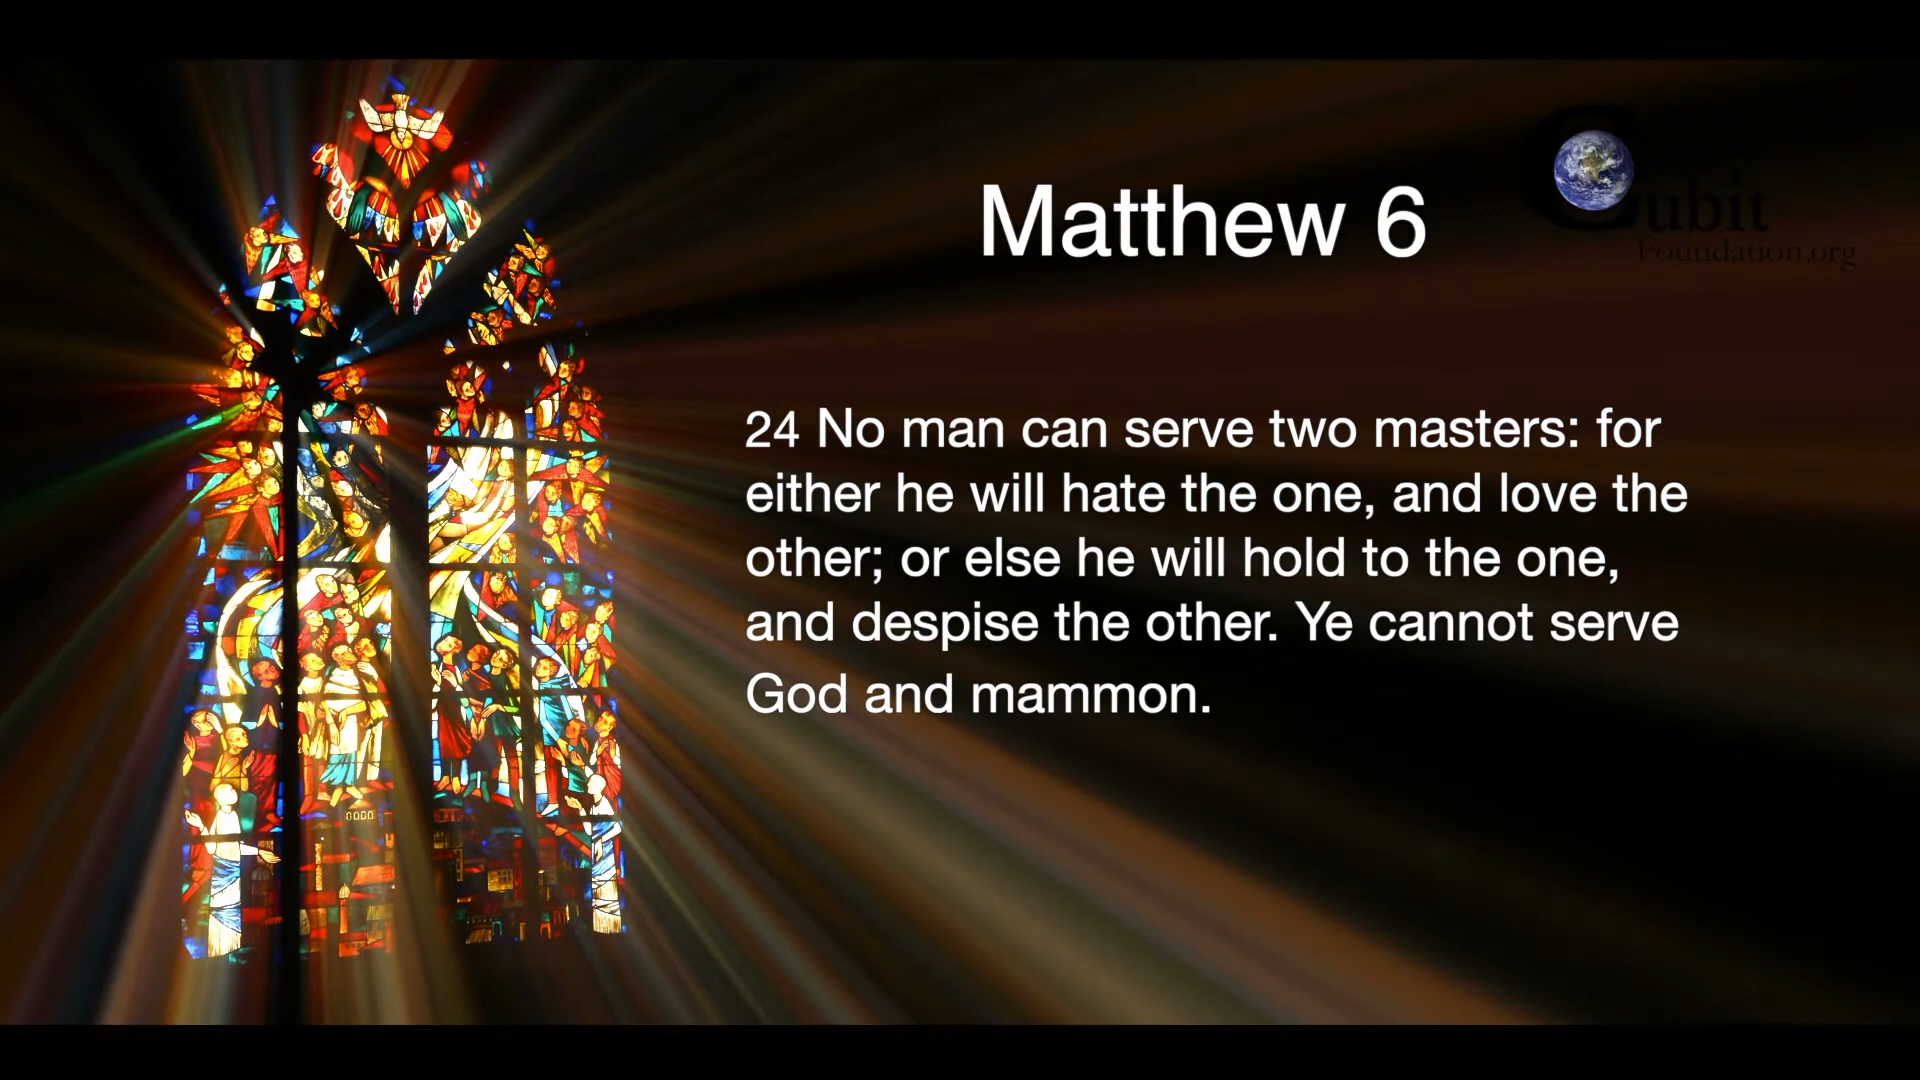 Matthew 6
Cubit
Foundation.org
24 No man can serve two masters: for
either he will hate the one, and love the
other; or else he will hold to the one,
and despise the other. Ye cannot serve
God and mammon.